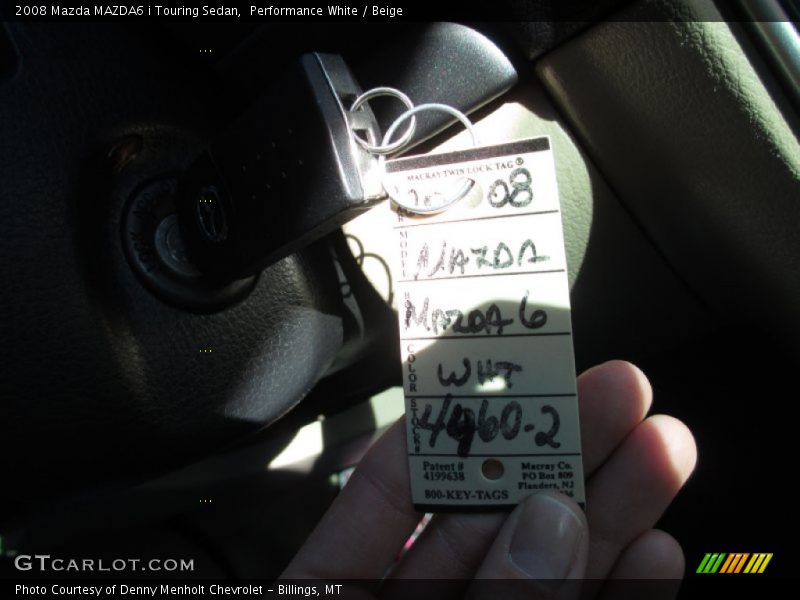 2008 Mazda MAZDA6 i Touring Sedan, Performance White / Beige
MACRAY TWIN LOCK TAG®
08
MODEL
MAZDA
MAZDA 6
COLOR
WHT
STOCK#
4460-2
Patent # 4199638
800-KEY-TAGS
Macray Co.
PO Box 809
Flanders, NJ
GTCARLOT.COM
Photo Courtesy of Denny Menholt Chevrolet - Billings, MT